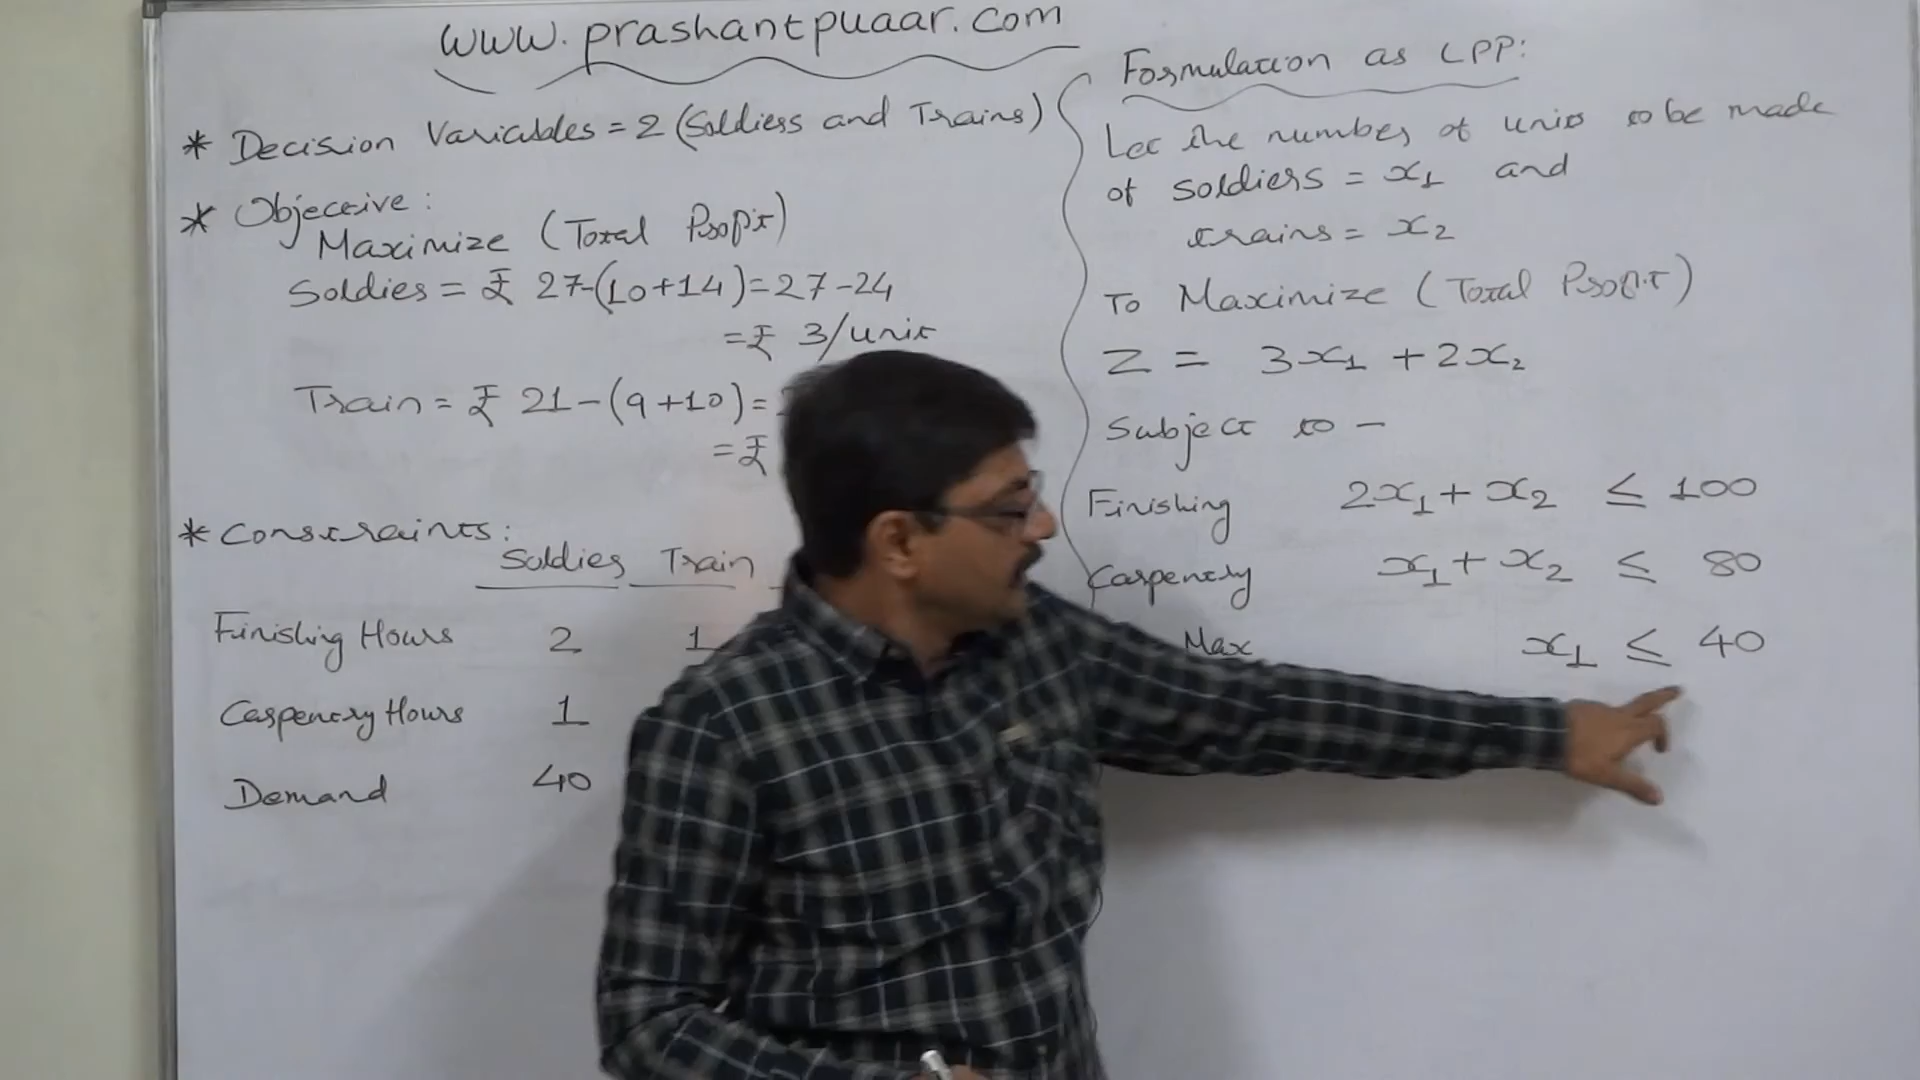 www.prashantpuaar.com
* Decision Variables = 2 (Soldiers and Trains)
* Objective:
Maximize (Total Profit)
Soldies = ₹ 27-(10+14) = 27-24
= ₹ 3/unit
Train = ₹ 21-(9+10) =
= ₹
* Constraints:
Soldies Train
Finishing Hours 2 1
Carpentry Hours 1
Demand 40
Formulation as LPP:
Let the number of units to be made
of soldiers = x₁ and
trains = x₂
To Maximize (Total Profit)
Z = 3x₁ + 2x₂
Subject to -
Finishing 2x₁ + x₂ ≤ 100
Carpentry x₁ + x₂ ≤ 80
Max x₁ ≤ 40